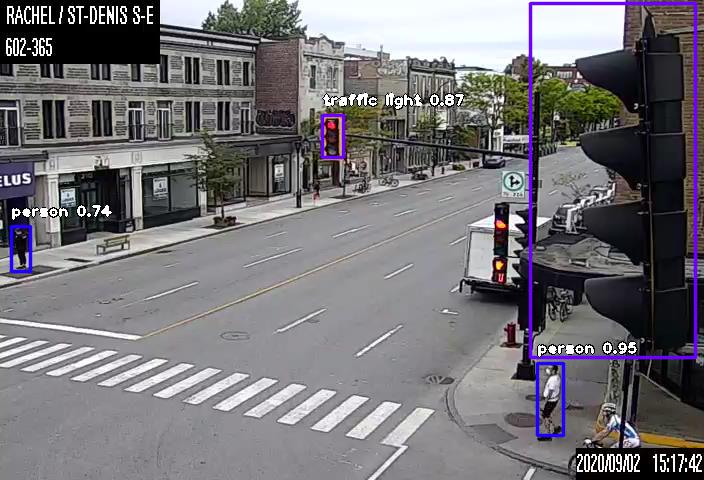 RACHEL / ST-DENIS S-E
602-365
traffic light 0.87
ELUS
person 0.74
person 0.95
2020/09/02 15:17:42